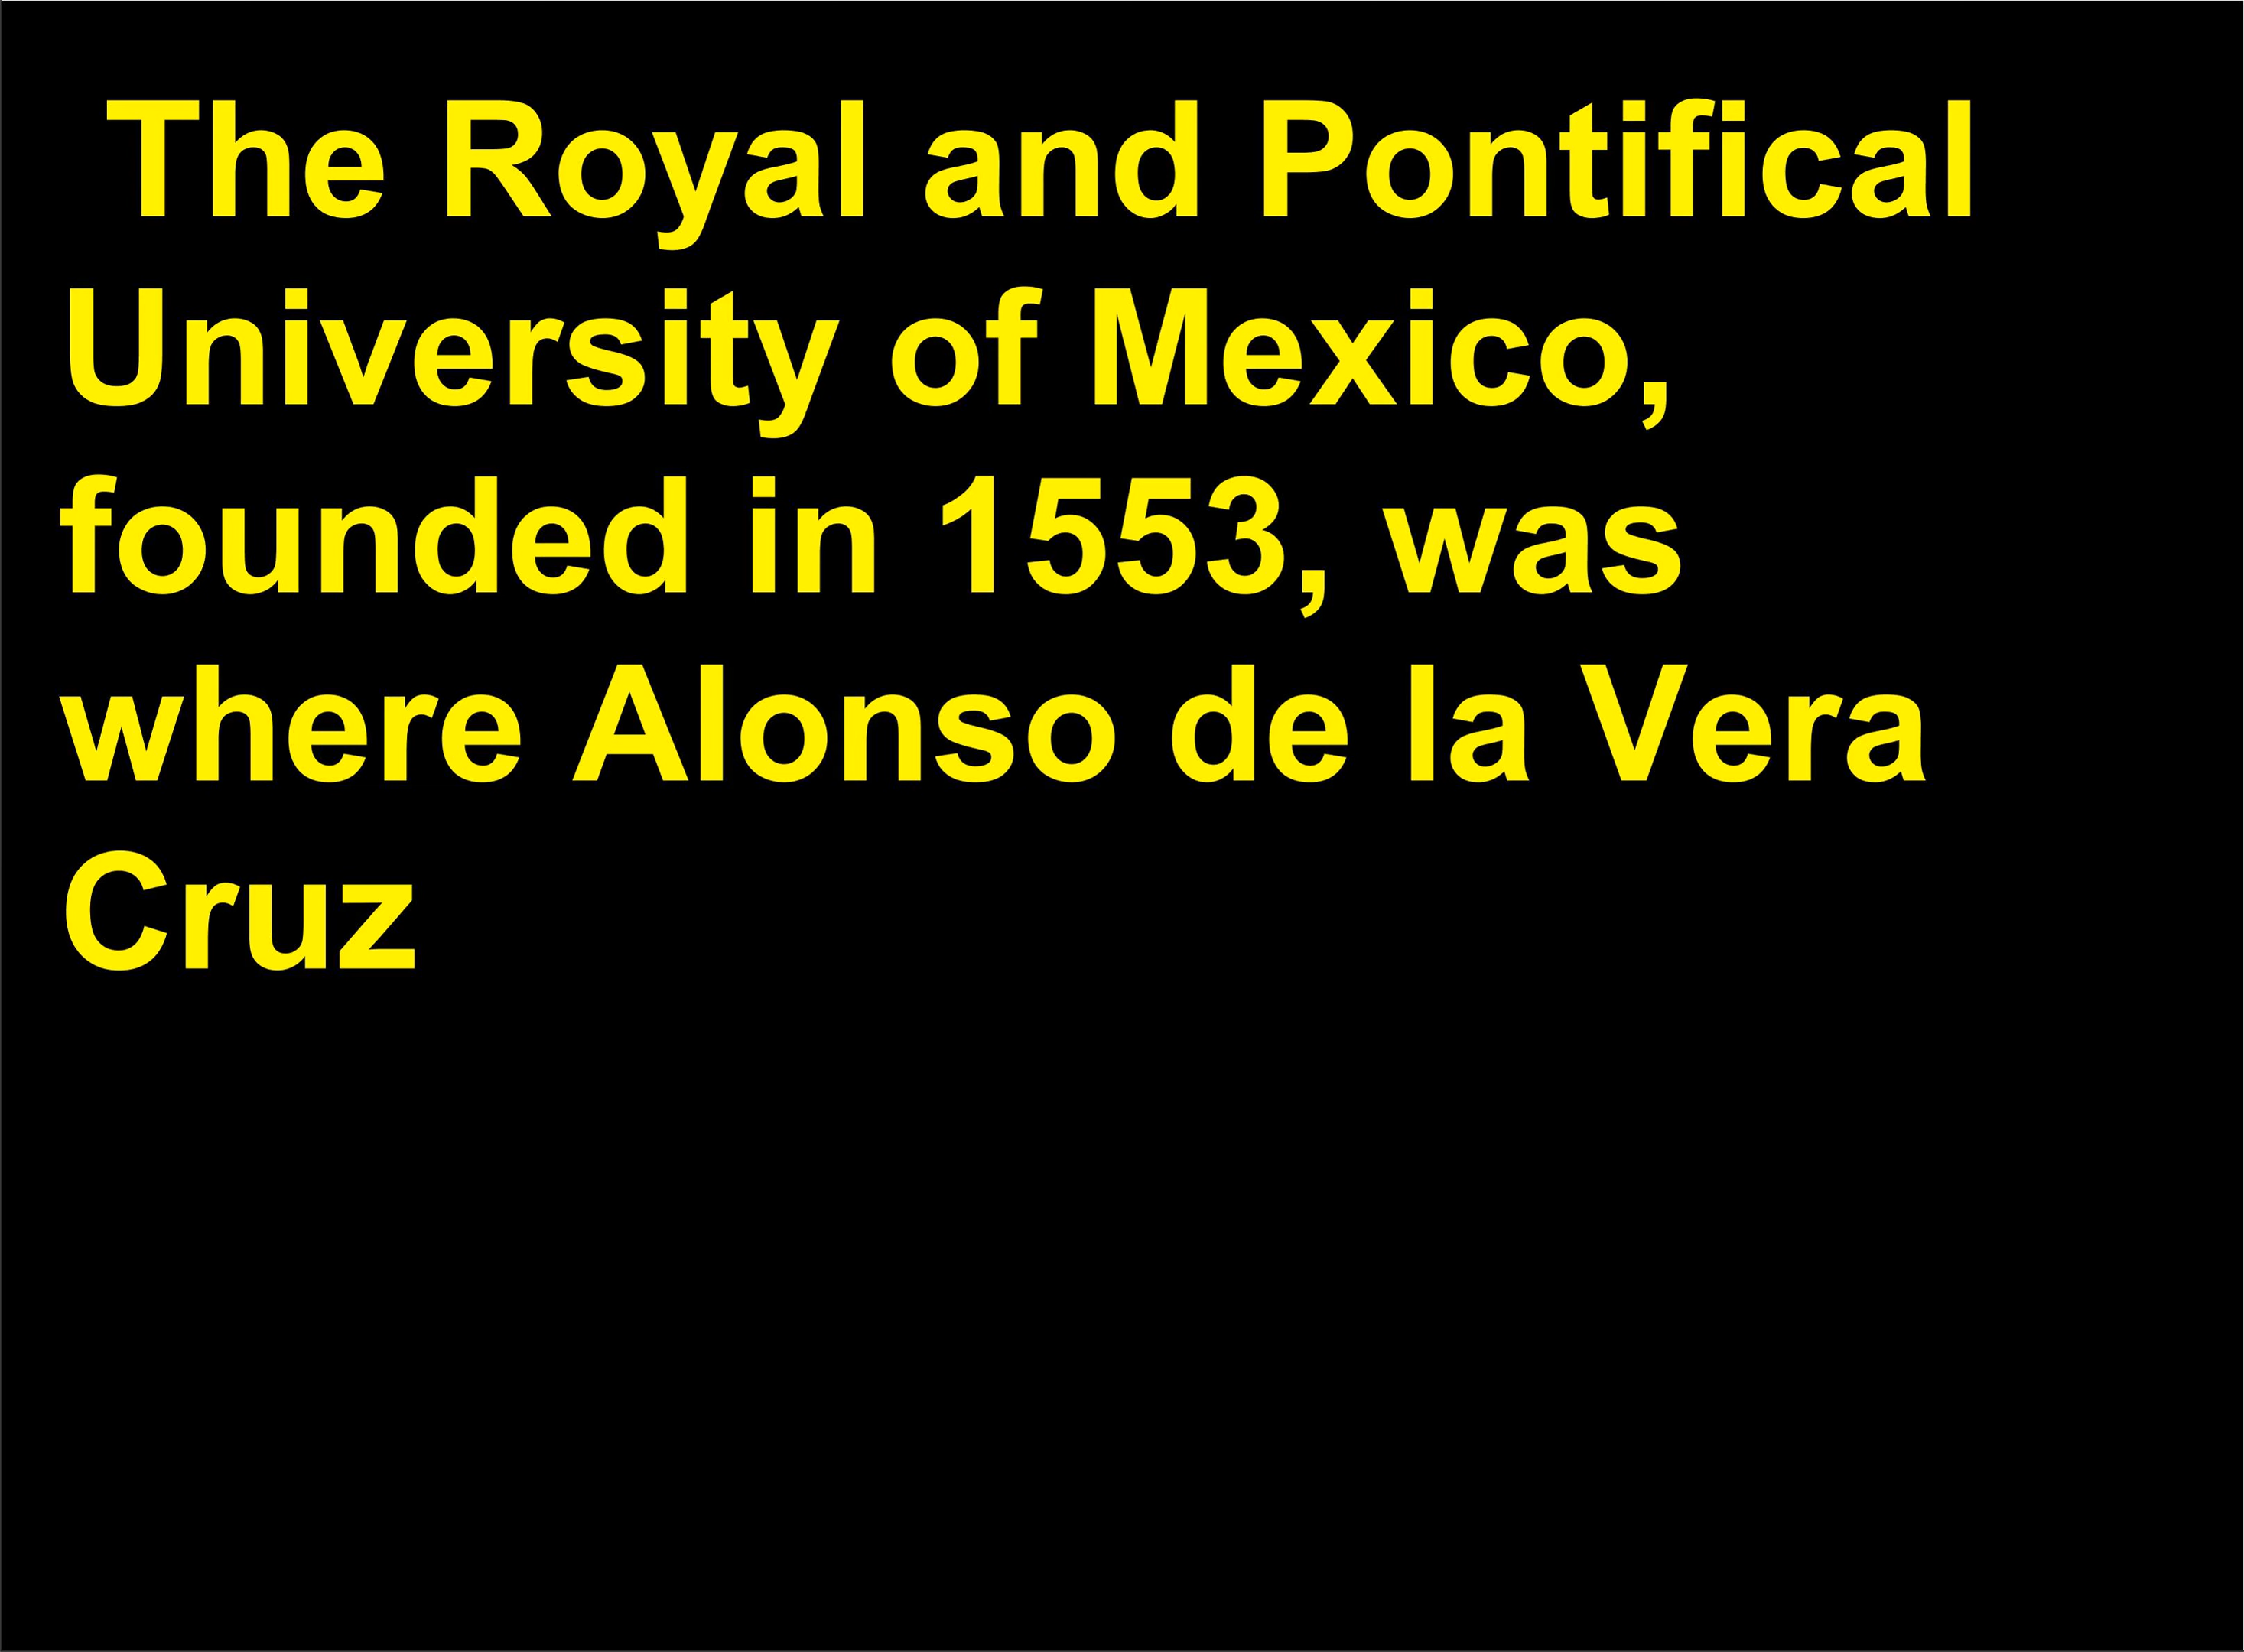 The Royal and Pontifical
University of Mexico,
founded in 1553, was
where Alonso de la Vera
Cruz